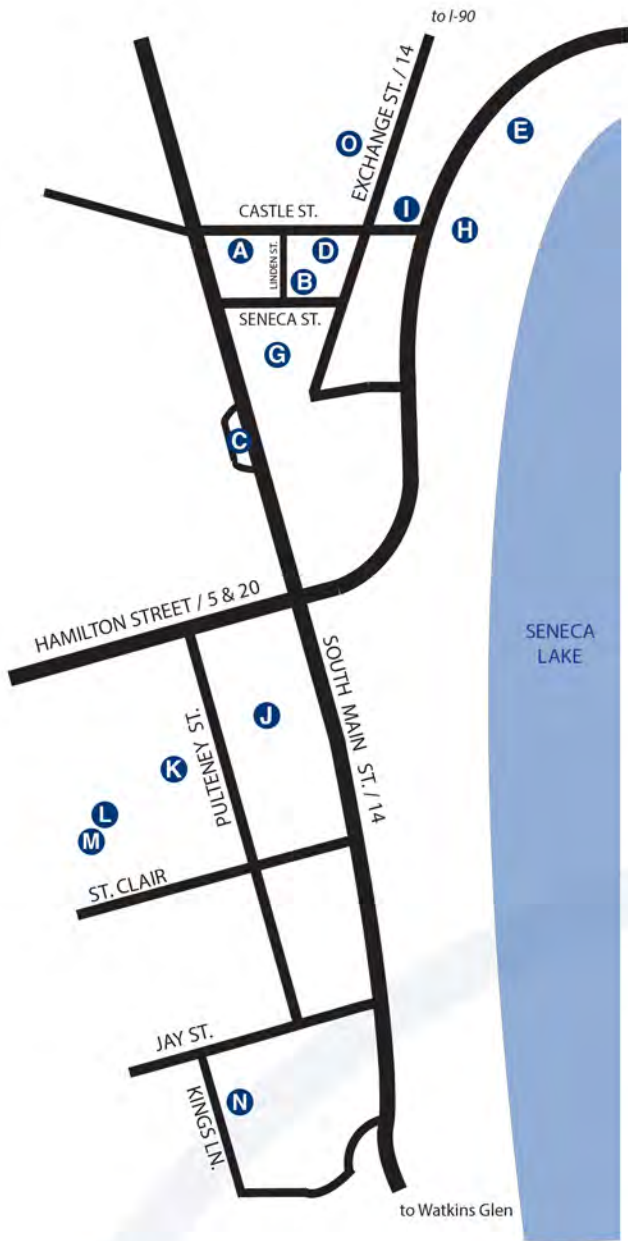 to I-90
E
O
EXCHANGE ST. / 14
I
CASTLE ST.
H
A
D
LINDEN ST.
B
SENECA ST.
G
C
HAMILTON STREET / 5 & 20
SENECA
LAKE
SOUTH MAIN ST. / 14
J
PULTENEY ST.
K
L
M
ST. CLAIR
JAY ST.
KINGS LN.
N
to Watkins Glen